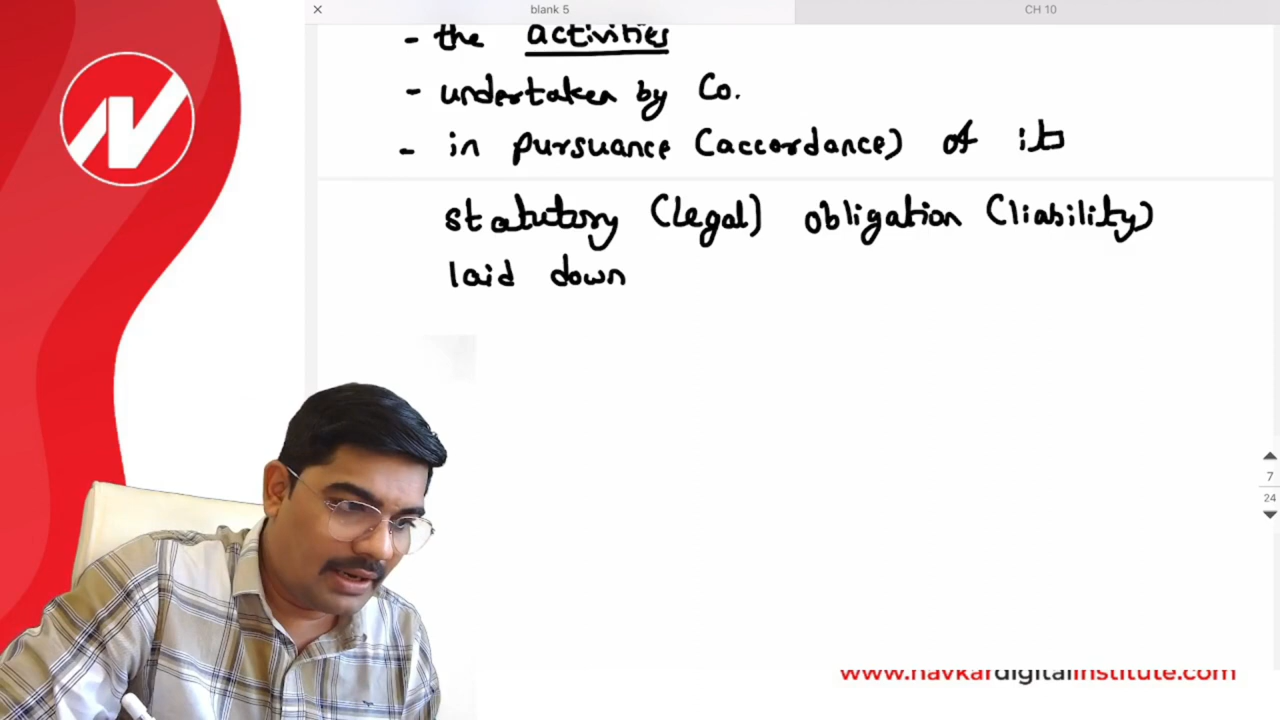 blank 5
CH 10
- the activities
- undertaken by Co.
- in pursuance (accordance) of its
statutory (legal) obligation (liability)
laid down
7
24
www.navkardigitalinstitute.com